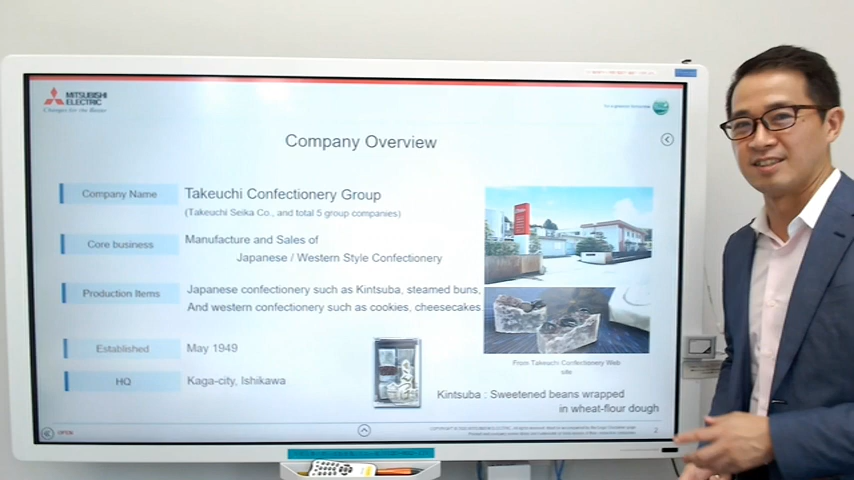 MITSUBISHI
ELECTRIC
Changes for the Better
Company Overview
Company Name
Takeuchi Confectionery Group
(Takeuchi Seika Co., and total 5 group companies)
Core business
Manufacture and Sales of
Japanese / Western Style Confectionery
Production Items
Japanese confectionery such as Kintsuba, steamed buns,
And western confectionery such as cookies, cheesecakes
Established
May 1949
From Takeuchi Confectionery Web
site
HQ
Kaga-city, Ishikawa
Kintsuba : Sweetened beans wrapped
in wheat-flour dough
OPEN
2